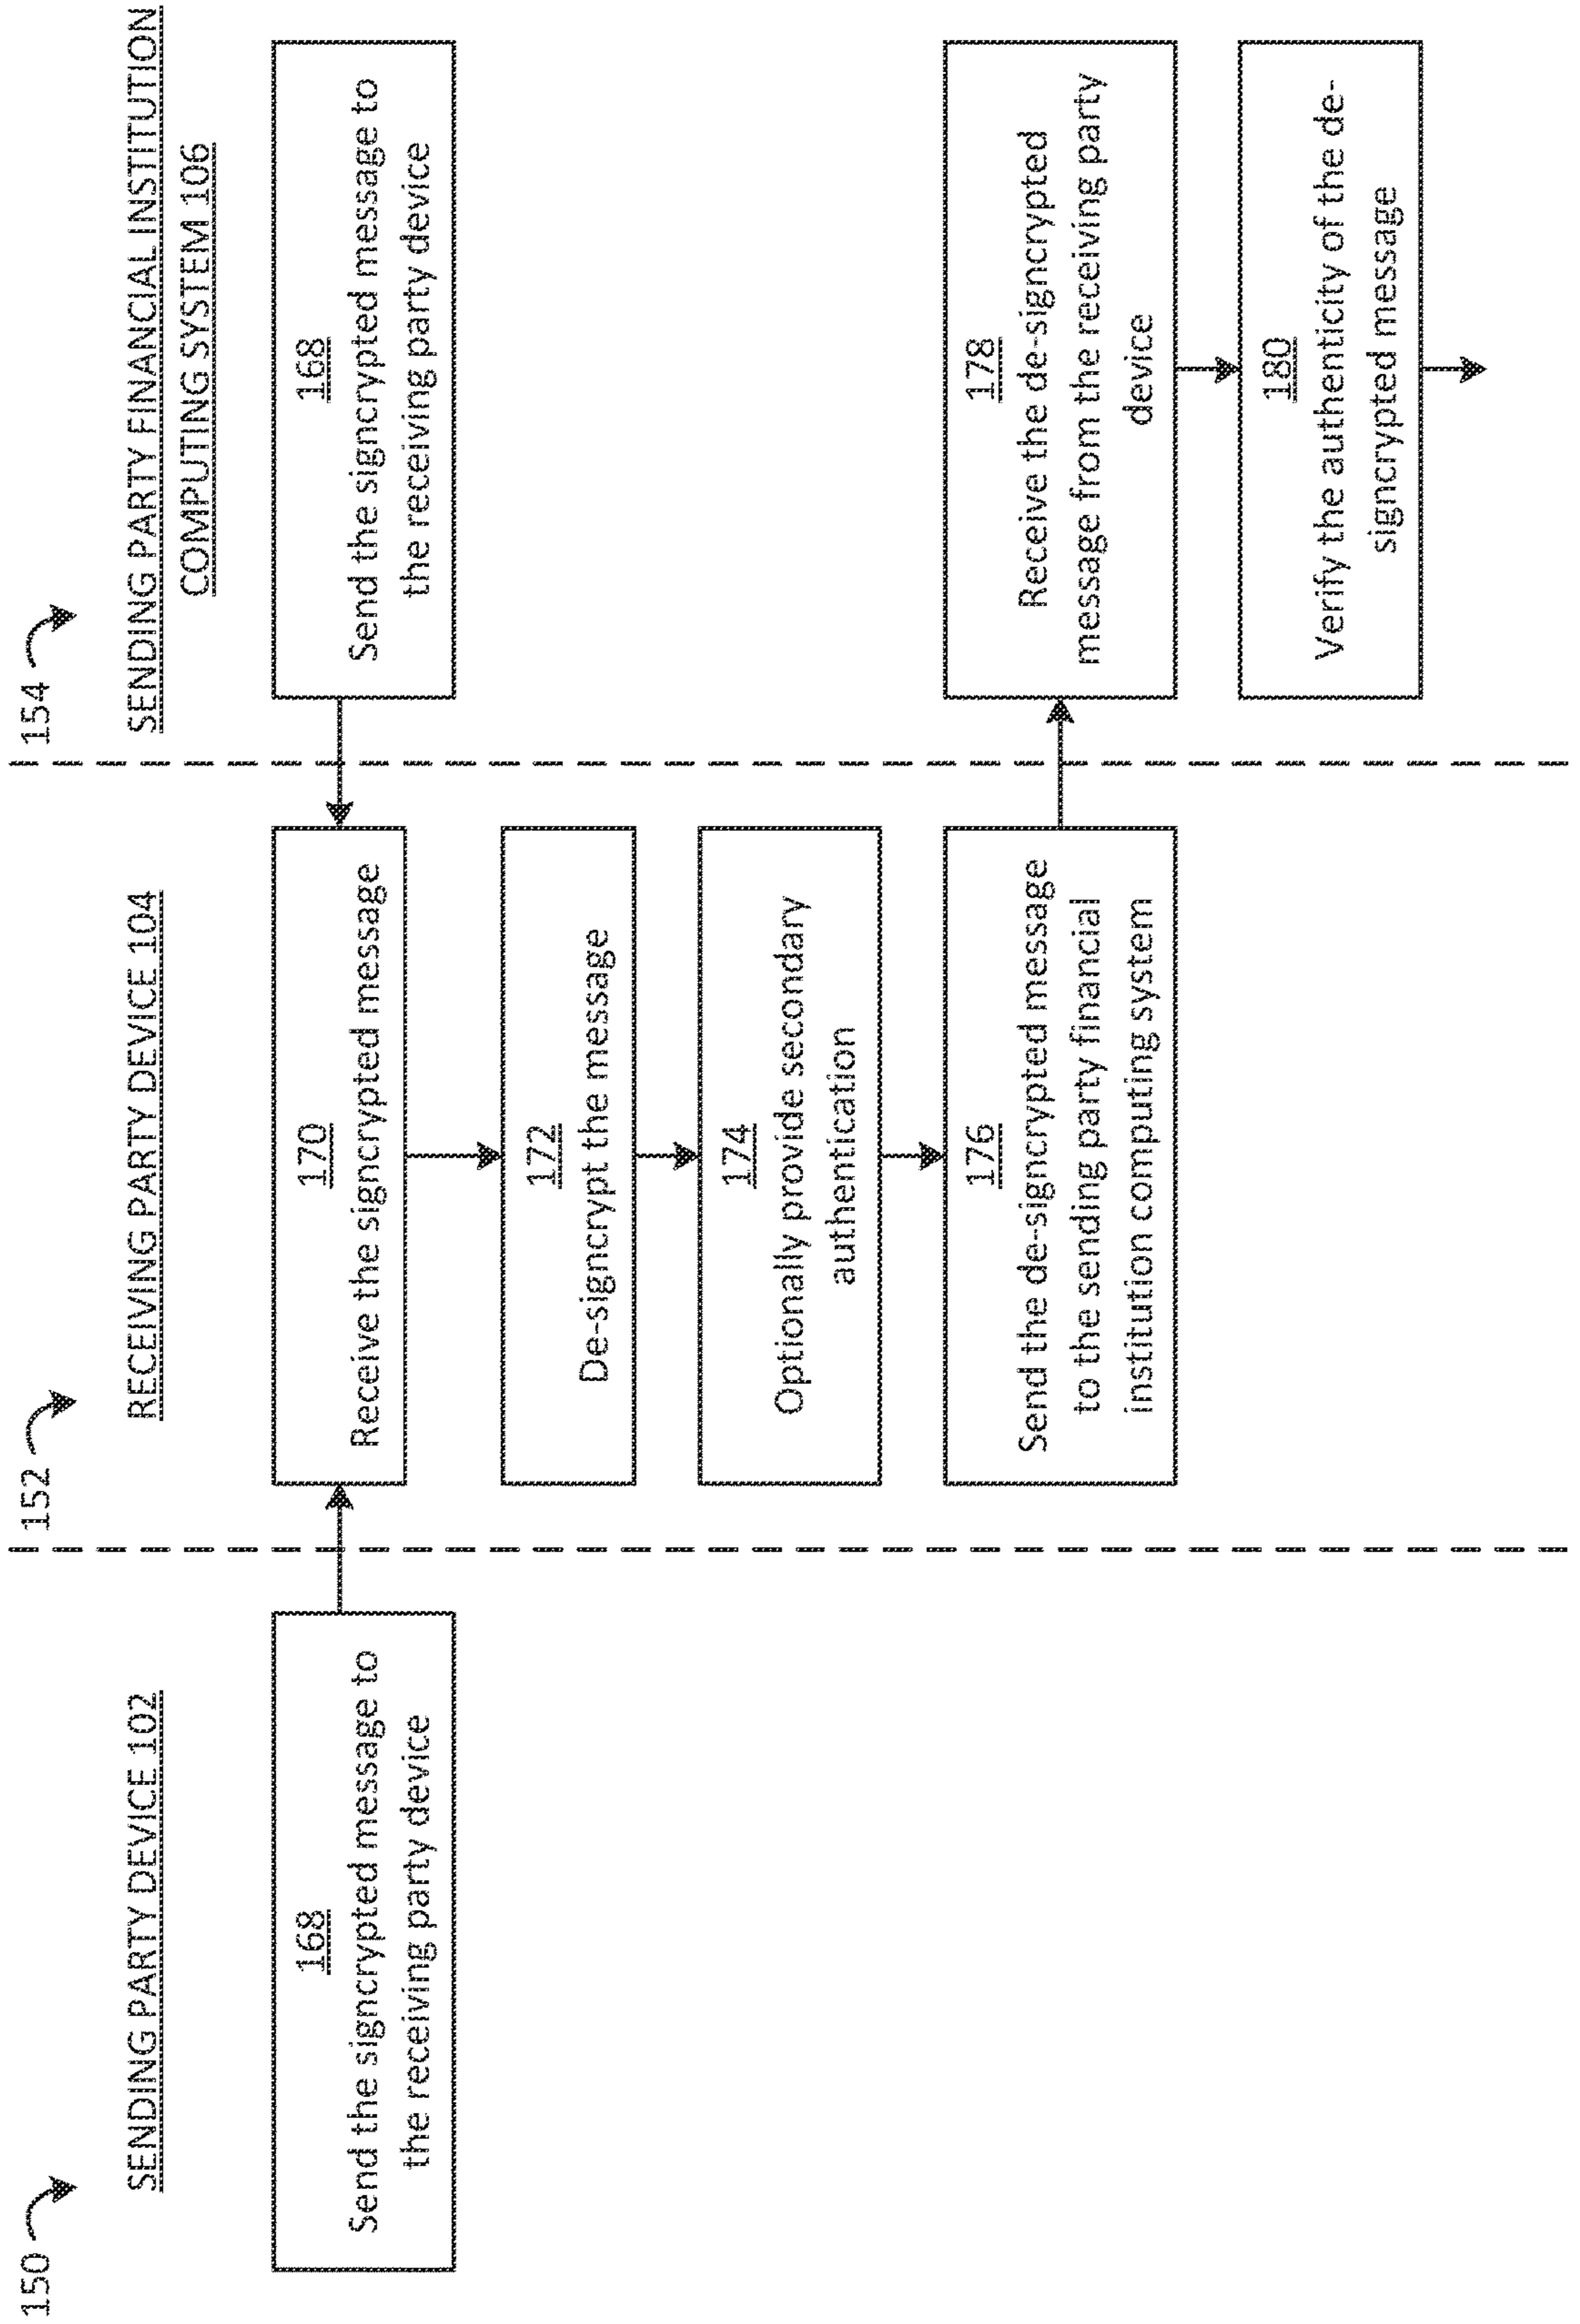 150
SENDING PARTY DEVICE 102
168
Send the signcrypted message to
the receiving party device
152
RECEIVING PARTY DEVICE 104
170
Receive the signcrypted message
172
De-signcrypt the message
174
Optionally provide secondary
authentication
176
Send the de-signcrypted message
to the sending party financial
institution computing system
154
SENDING PARTY FINANCIAL INSTITUTION
COMPUTING SYSTEM 106
168
Send the signcrypted message to
the receiving party device
178
Receive the de-signcrypted
message from the receiving party
device
180
Verify the authenticity of the de-
signcrypted message